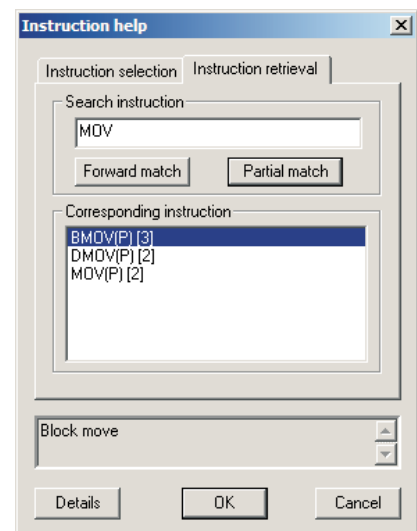 Instruction help
Instruction selection Instruction retrieval
Search instruction
MOV
Forward match Partial match
Corresponding instruction
BMOV(P) [3]
DMOV(P) [2]
MOV(P) [2]
Block move
Details OK Cancel